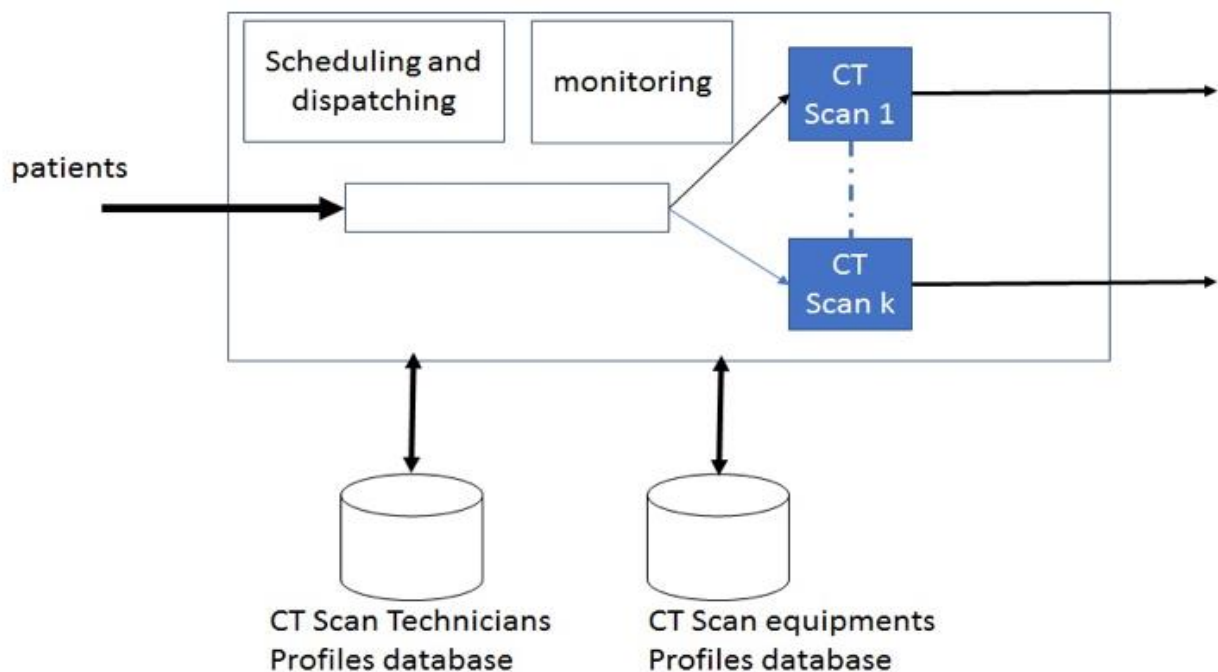 Scheduling and
dispatching
monitoring
CT
Scan 1
patients
CT
Scan k
CT Scan Technicians
Profiles database
CT Scan equipments
Profiles database